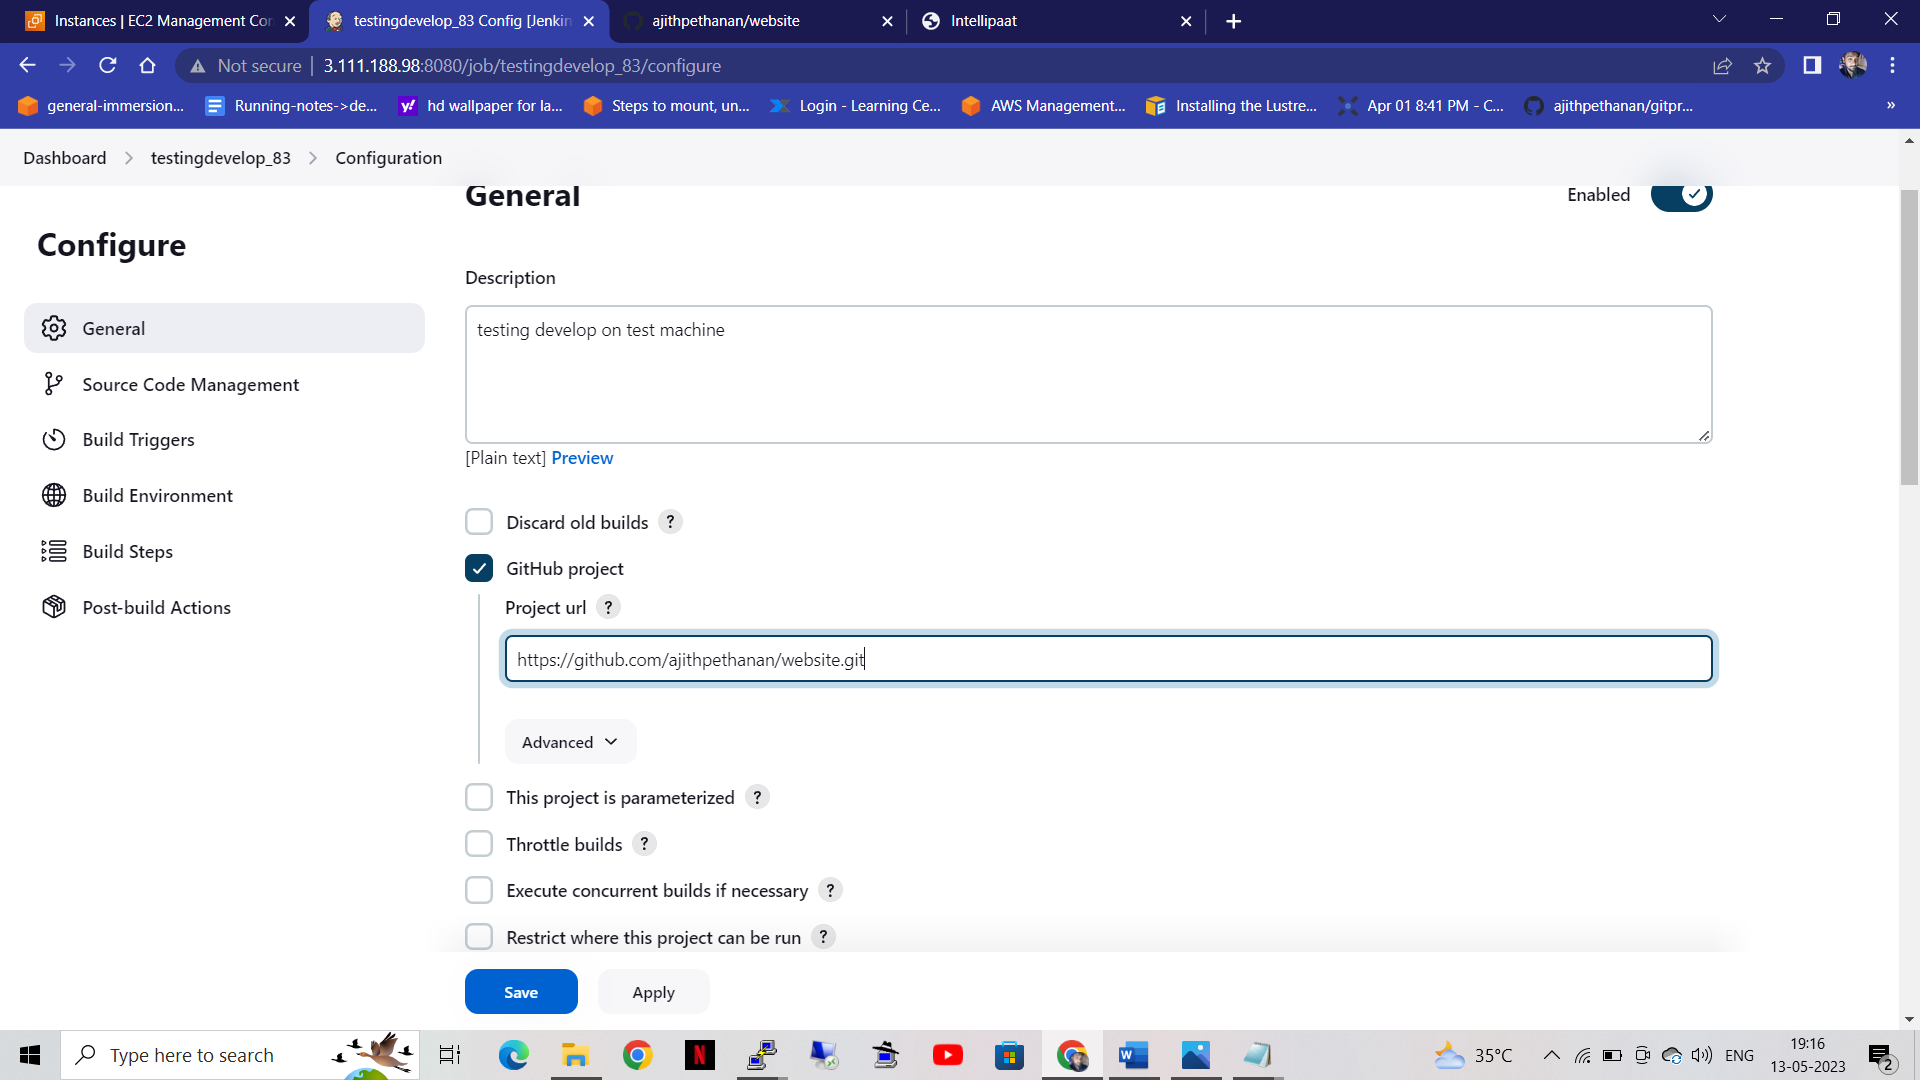 Instances | EC2 Management Con
testingdevelop_83 Config [Jenkin
ajithpethanan/website
Intellipaat
Not secure
3.111.188.98:8080/job/testingdevelop_83/configure
general-immersion...
Running-notes->de...
hd wallpaper for la...
Steps to mount, un...
Login - Learning Ce...
AWS Management...
Installing the Lustre...
Apr 01 8:41 PM - C...
ajithpethanan/gitpr...
»
Dashboard
testingdevelop_83
Configuration
Configure
General
Source Code Management
Build Triggers
Build Environment
Build Steps
Post-build Actions
General
Enabled
Description
testing develop on test machine
[Plain text] Preview
Discard old builds ?
GitHub project
Project url ?
https://github.com/ajithpethanan/website.git
Advanced
This project is parameterized ?
Throttle builds ?
Execute concurrent builds if necessary ?
Restrict where this project can be run ?
Save
Apply
Type here to search
35°C
ENG
19:16
13-05-2023
2